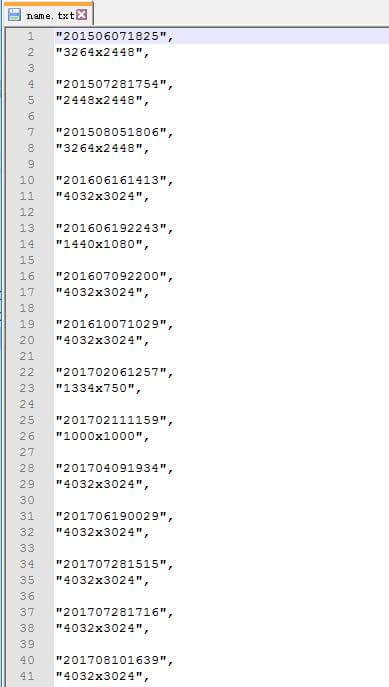 name.txt
1 "201506071825",
2 "3264x2448",
3
4 "201507281754",
5 "2448x2448",
6
7 "201508051806",
8 "3264x2448",
9
10 "201606161413",
11 "4032x3024",
12
13 "201606192243",
14 "1440x1080",
15
16 "201607092200",
17 "4032x3024",
18
19 "201610071029",
20 "4032x3024",
21
22 "201702061257",
23 "1334x750",
24
25 "201702111159",
26 "1000x1000",
27
28 "201704091934",
29 "4032x3024",
30
31 "201706190029",
32 "4032x3024",
33
34 "201707281515",
35 "4032x3024",
36
37 "201707281716",
38 "4032x3024",
39
40 "201708101639",
41 "4032x3024",